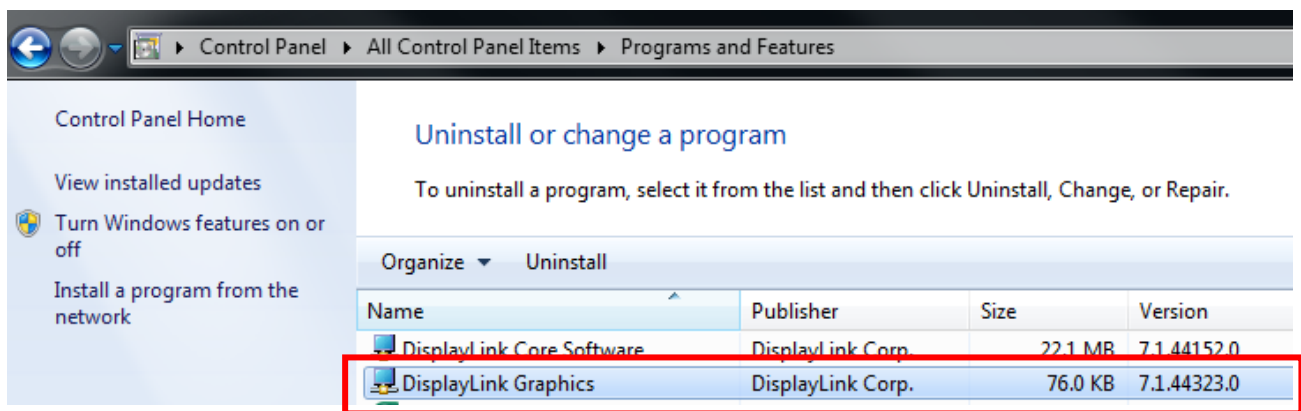 Control Panel All Control Panel Items Programs and Features
Control Panel Home
View installed updates
Turn Windows features on or
off
Install a program from the
network
Uninstall or change a program
To uninstall a program, select it from the list and then click Uninstall, Change, or Repair.
Organize Uninstall
Name Publisher Size Version
DisplayLink Core Software DisplayLink Corp. 22.1 MB 7.1.44152.0
DisplayLink Graphics DisplayLink Corp. 76.0 KB 7.1.44323.0